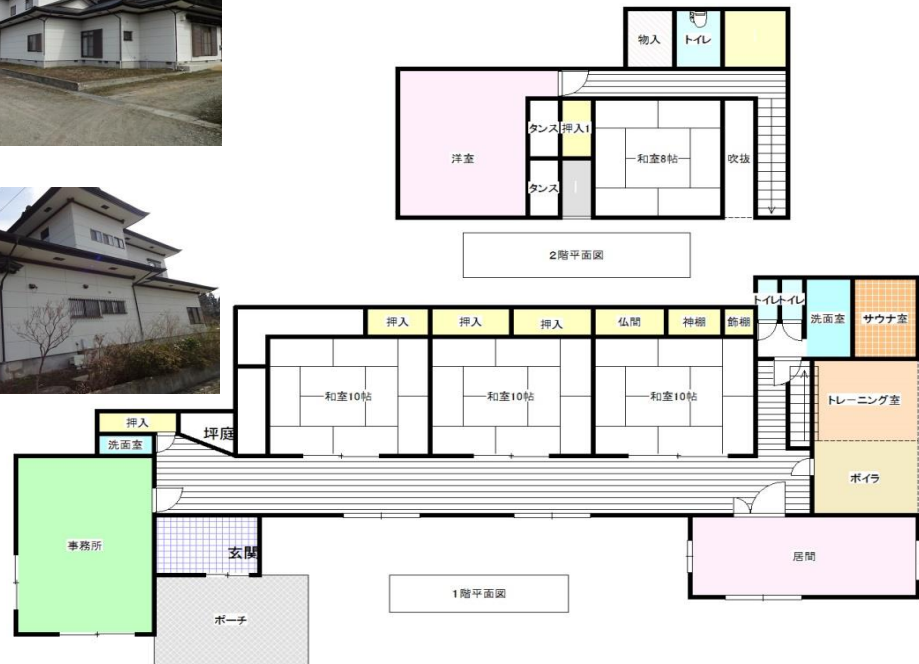 物入
トイレ
洋室
タンス
押入1
タンス
和室8帖
吹抜
2階平面図
トイレ
トイレ
洗面室
サウナ室
押入
押入
押入
仏間
神棚
飾棚
和室10帖
和室10帖
和室10帖
トレーニング室
ボイラ
押入
洗面室
坪庭
事務所
玄関
ポーチ
居間
1階平面図